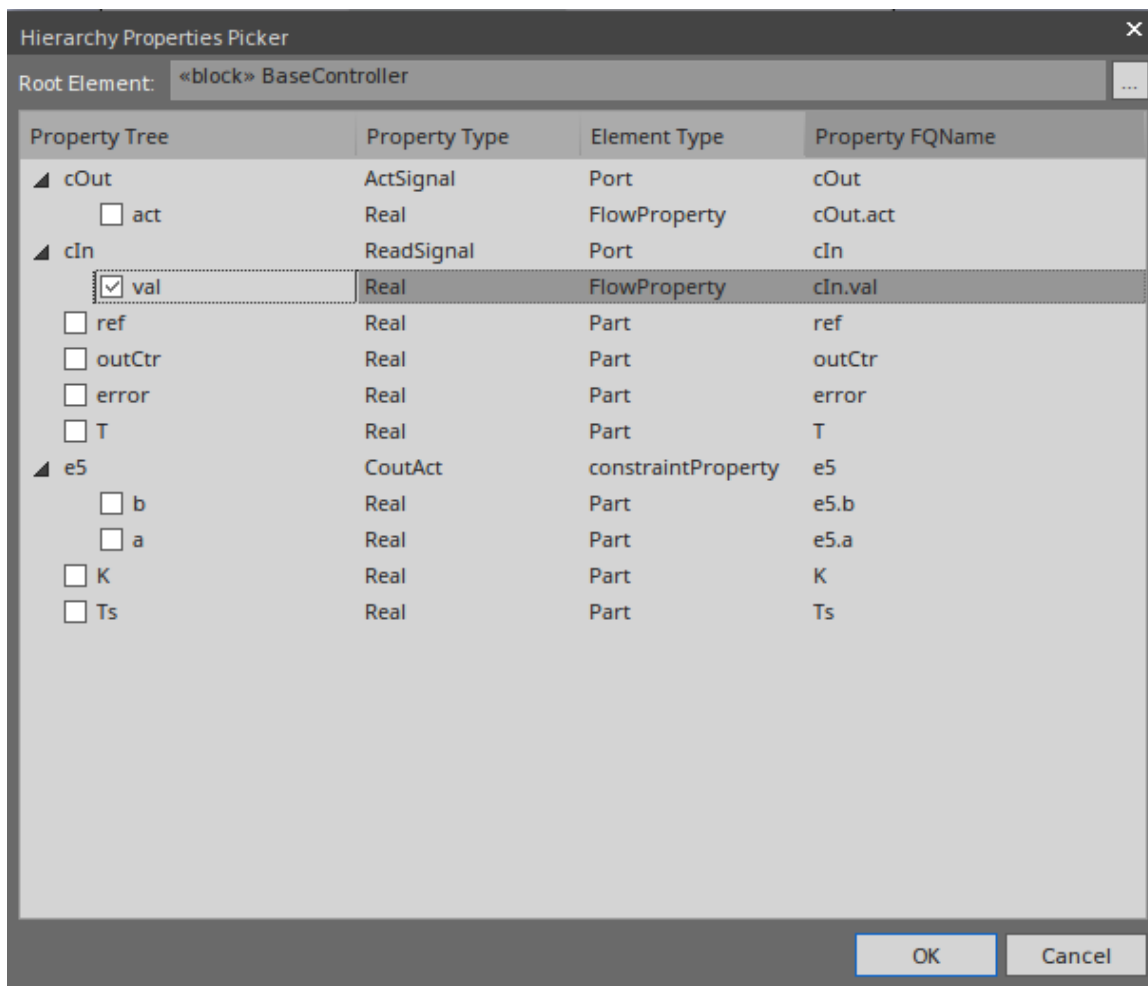 Hierarchy Properties Picker
Root Element: «block» BaseController ...
Property Tree Property Type Element Type Property FQName
cOut ActSignal Port cOut
act Real FlowProperty cOut.act
cIn ReadSignal Port cIn
val Real FlowProperty cIn.val
ref Real Part ref
outCtr Real Part outCtr
error Real Part error
T Real Part T
e5 CoutAct constraintProperty e5
b Real Part e5.b
a Real Part e5.a
K Real Part K
Ts Real Part Ts
OK Cancel